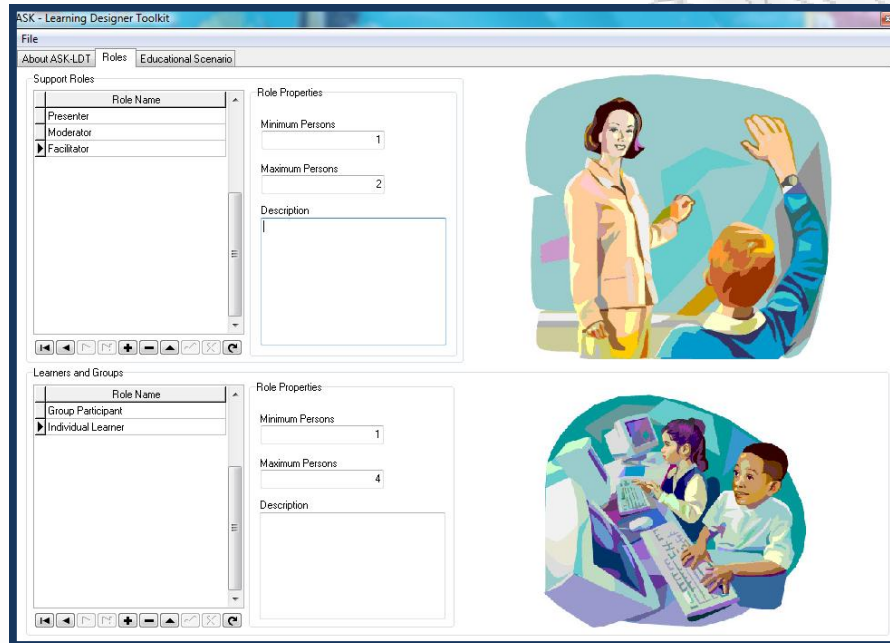 ASK - Learning Designer Toolkit
File
About ASK-LDT Roles Educational Scenario
Support Roles
Role Name
Presenter
Moderator
Facilitator
Role Properties
Minimum Persons
1
Maximum Persons
2
Description
Learners and Groups
Role Name
Group Participant
Individual Learner
Role Properties
Minimum Persons
1
Maximum Persons
4
Description